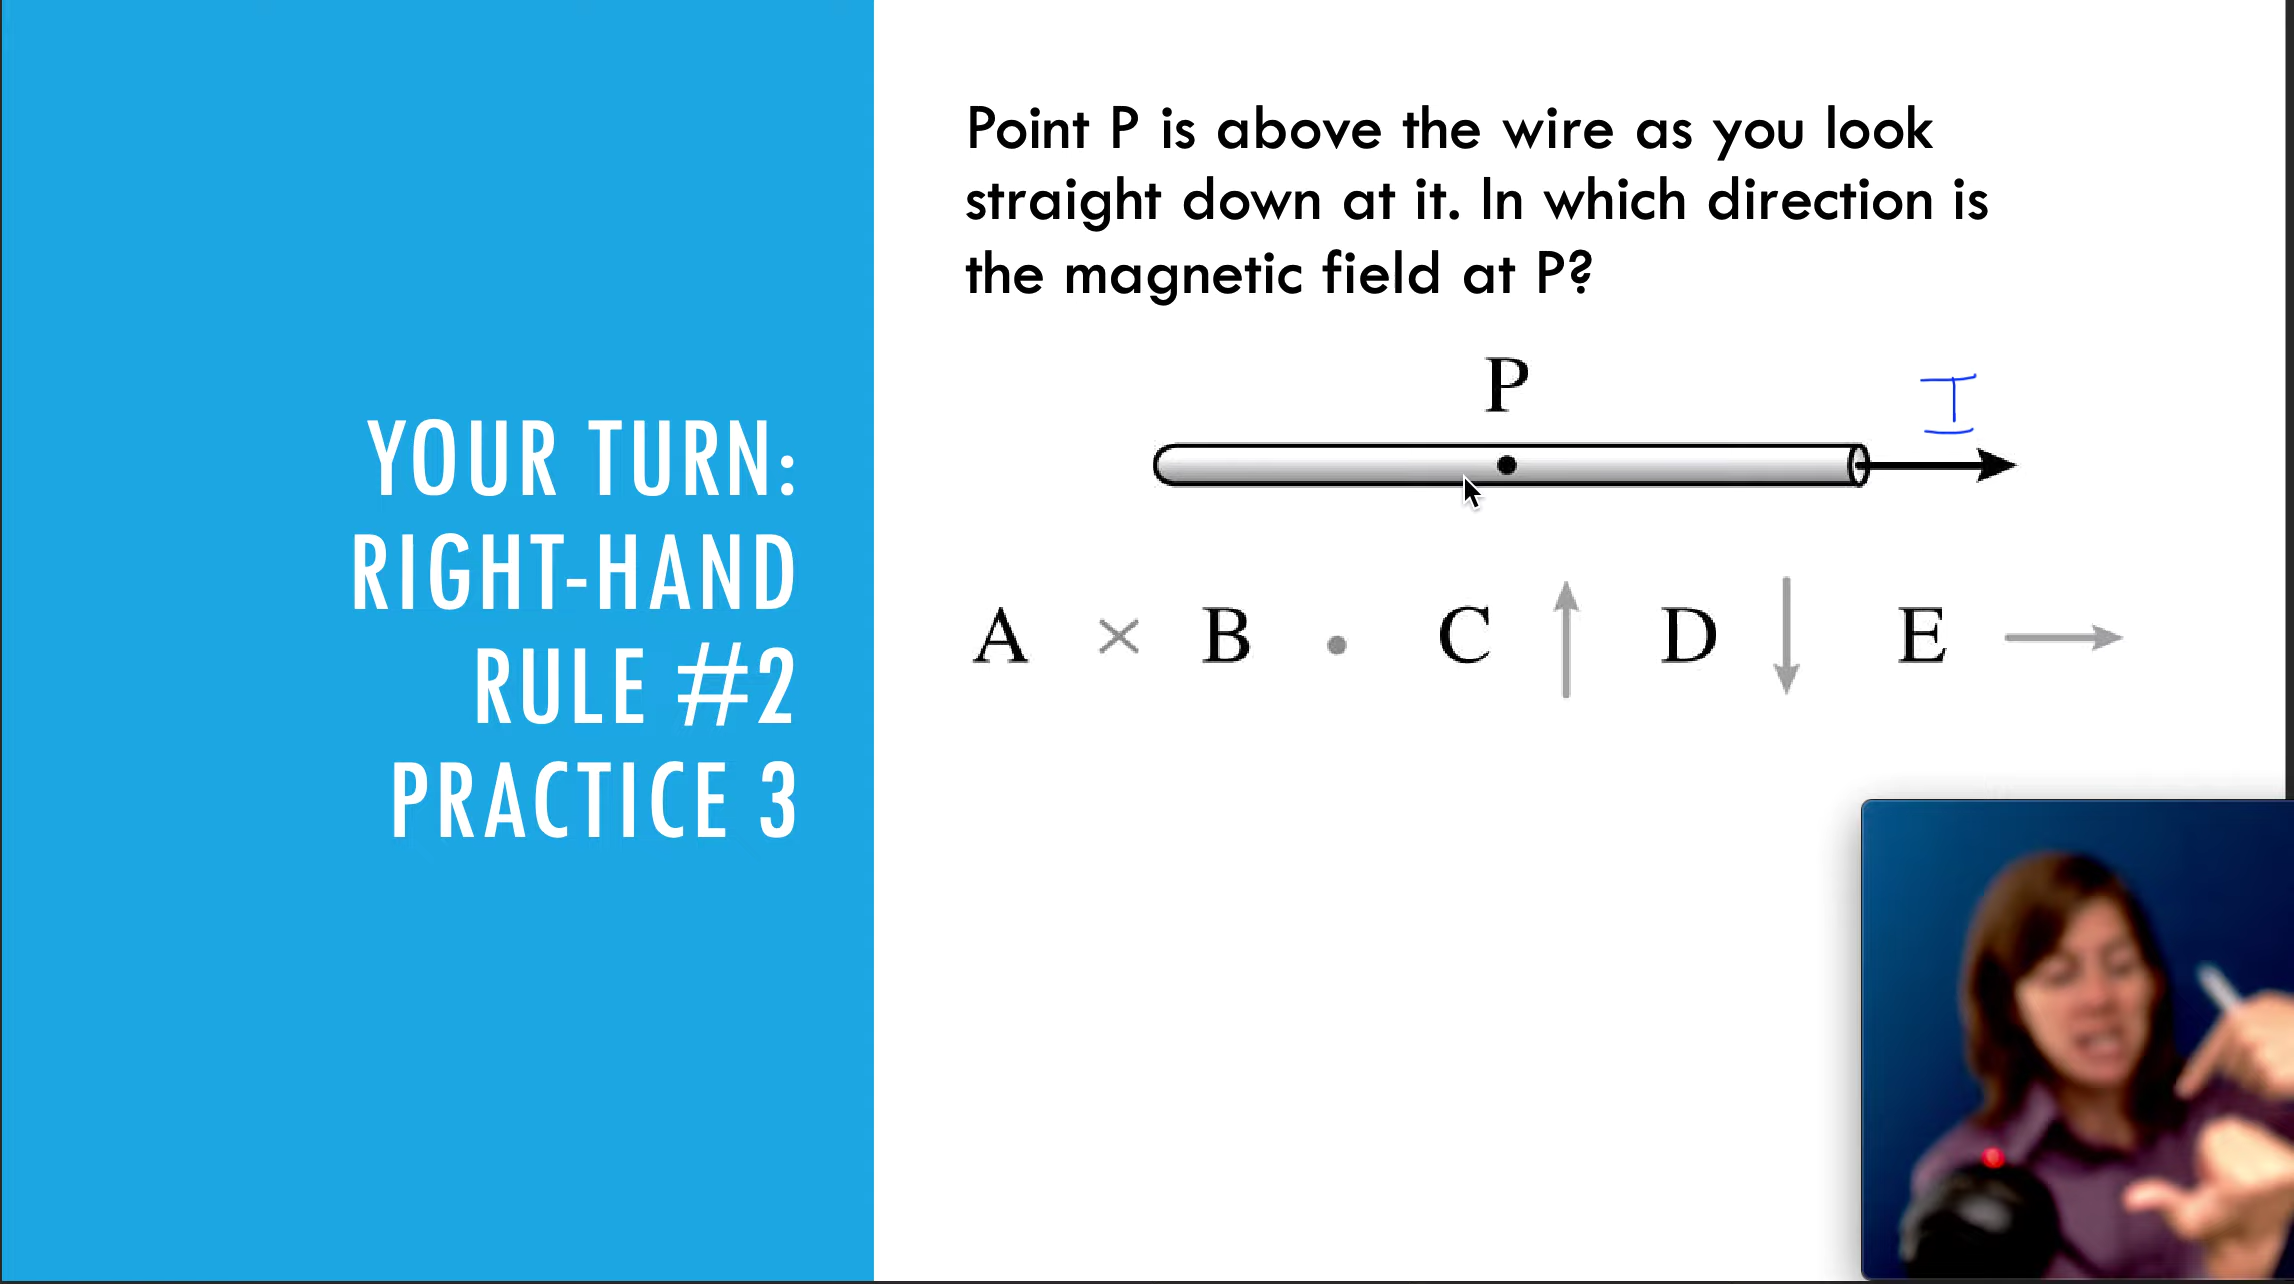 YOUR TURN:
RIGHT-HAND
RULE #2
PRACTICE 3
Point P is above the wire as you look
straight down at it. In which direction is
the magnetic field at P?
P
I
A × B • C ↑ D ↓ E →